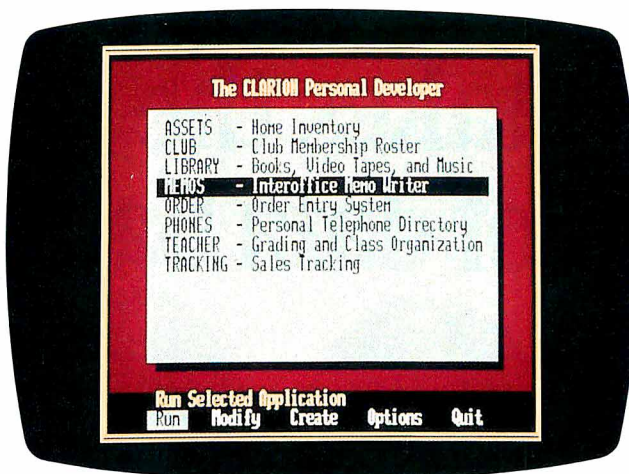 The CLARION Personal Developer
ASSETS - Home Inventory
CLUB - Club Membership Roster
LIBRARY - Books, Video Tapes, and Music
MEMOS - Interoffice Memo Writer
ORDER - Order Entry System
PHONES - Personal Telephone Directory
TEACHER - Grading and Class Organization
TRACKING - Sales Tracking
Run Selected Application
Run Modify Create Options Quit